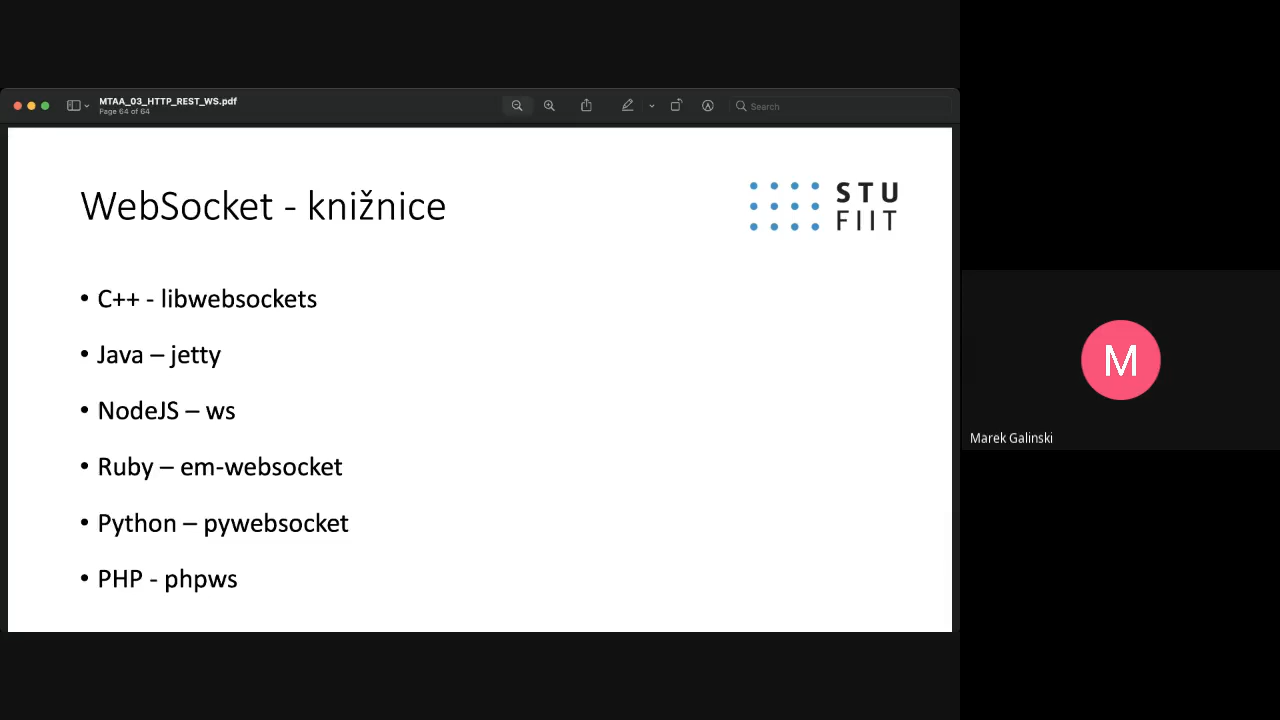 MTAA_03_HTTP_REST_WS.pdf
Page 64 of 64
Search
WebSocket - knižnice
STU
FIIT
• C++ - libwebsockets
• Java – jetty
• NodeJS – ws
• Ruby – em-websocket
• Python – pywebsocket
• PHP - phpws
M
Marek Galinski